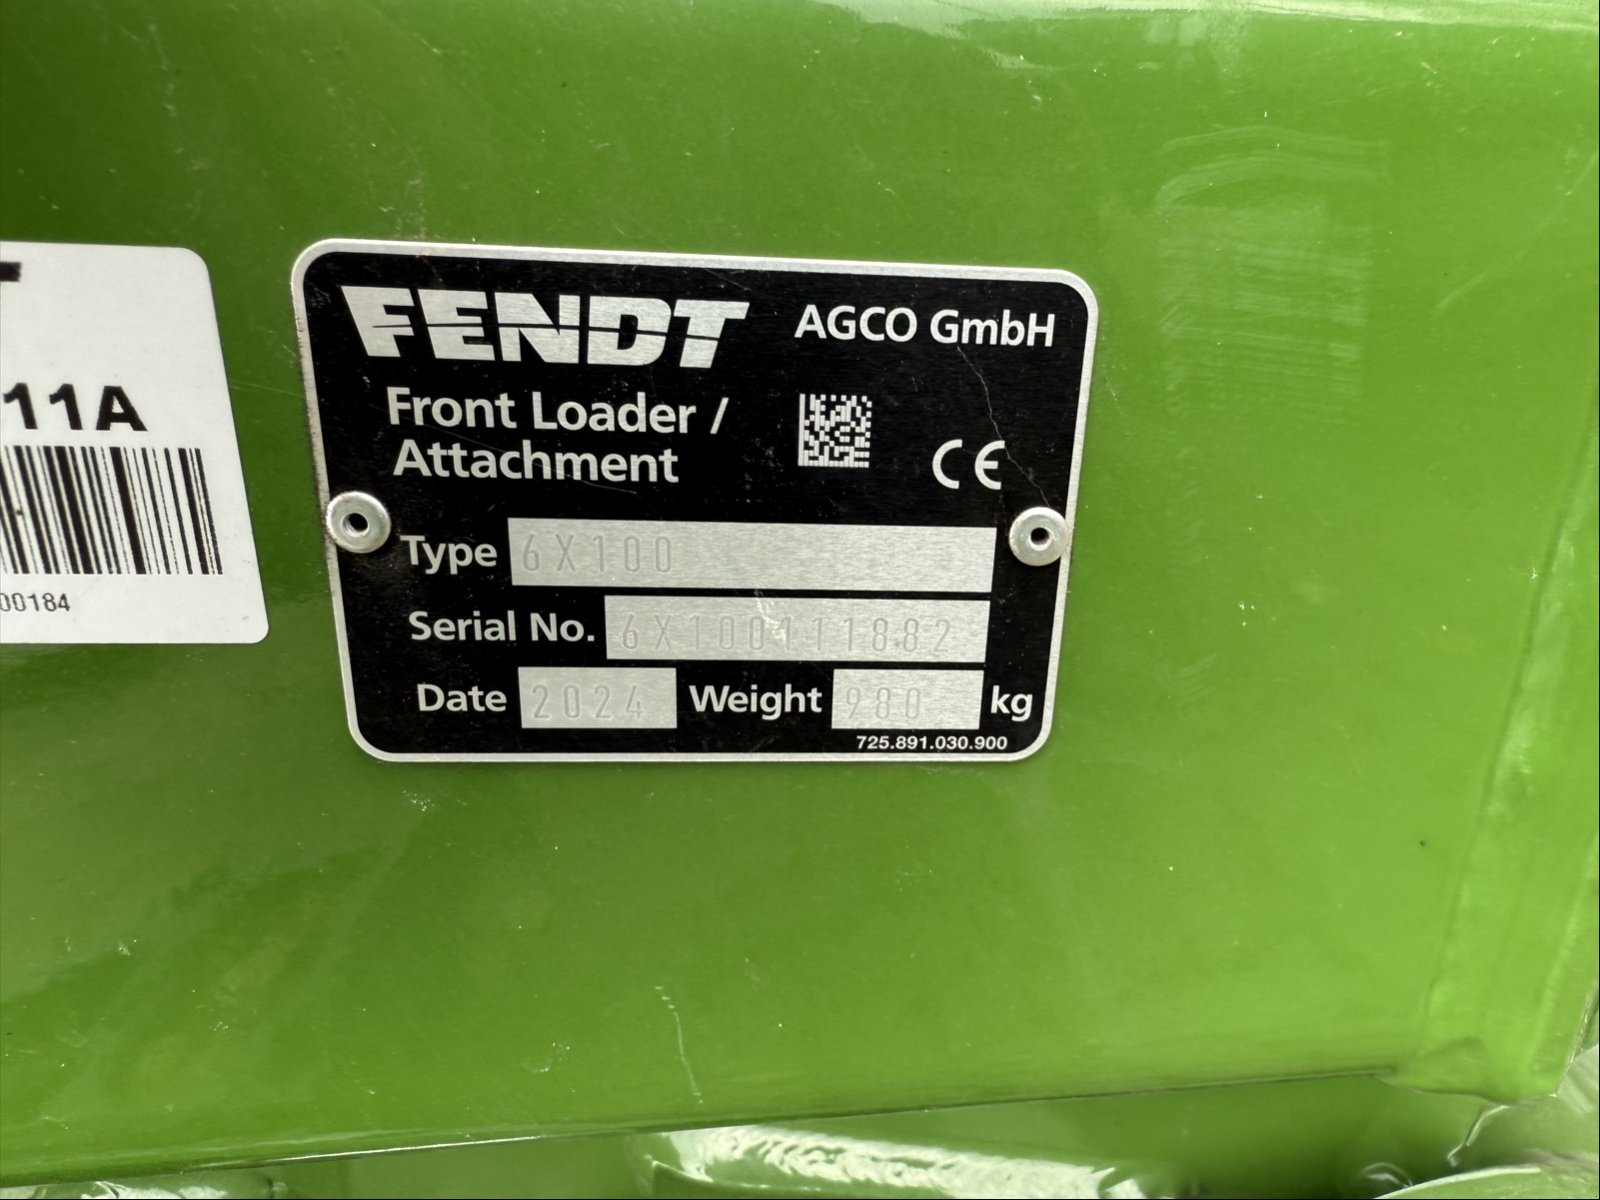 FENDT AGCO GmbH
Front Loader /
Attachment
CE
Type 6X100
Serial No. 6X100111882
Date 2024 Weight 980 kg
725.891.030.900
11A
00184